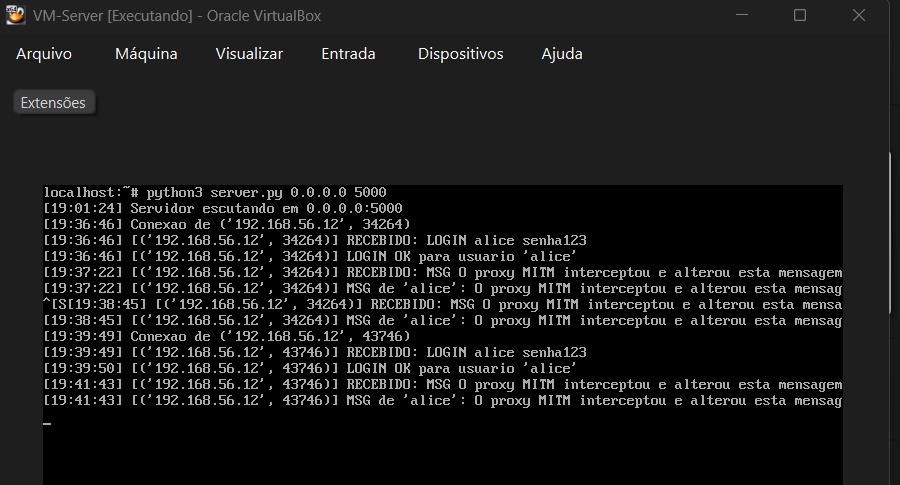 VM-Server [Executando] - Oracle VirtualBox
Arquivo Máquina Visualizar Entrada Dispositivos Ajuda
Extensões
localhost:~# python3 server.py 0.0.0.0 5000
[19:01:24] Servidor escutando em 0.0.0.0:5000
[19:36:46] Conexao de ('192.168.56.12', 34264)
[19:36:46] [('192.168.56.12', 34264)] RECEBIDO: LOGIN alice senha123
[19:36:46] [('192.168.56.12', 34264)] LOGIN OK para usuario 'alice'
[19:37:22] [('192.168.56.12', 34264)] RECEBIDO: MSG O proxy MITM interceptou e alterou esta mensagem
[19:37:22] [('192.168.56.12', 34264)] MSG de 'alice': O proxy MITM interceptou e alterou esta mensag
^[S[19:38:45] [('192.168.56.12', 34264)] RECEBIDO: MSG O proxy MITM interceptou e alterou esta mensa
[19:38:45] [('192.168.56.12', 34264)] MSG de 'alice': O proxy MITM interceptou e alterou esta mensag
[19:39:49] Conexao de ('192.168.56.12', 43746)
[19:39:49] [('192.168.56.12', 43746)] RECEBIDO: LOGIN alice senha123
[19:39:50] [('192.168.56.12', 43746)] LOGIN OK para usuario 'alice'
[19:41:43] [('192.168.56.12', 43746)] RECEBIDO: MSG O proxy MITM interceptou e alterou esta mensagem
[19:41:43] [('192.168.56.12', 43746)] MSG de 'alice': O proxy MITM interceptou e alterou esta mensag